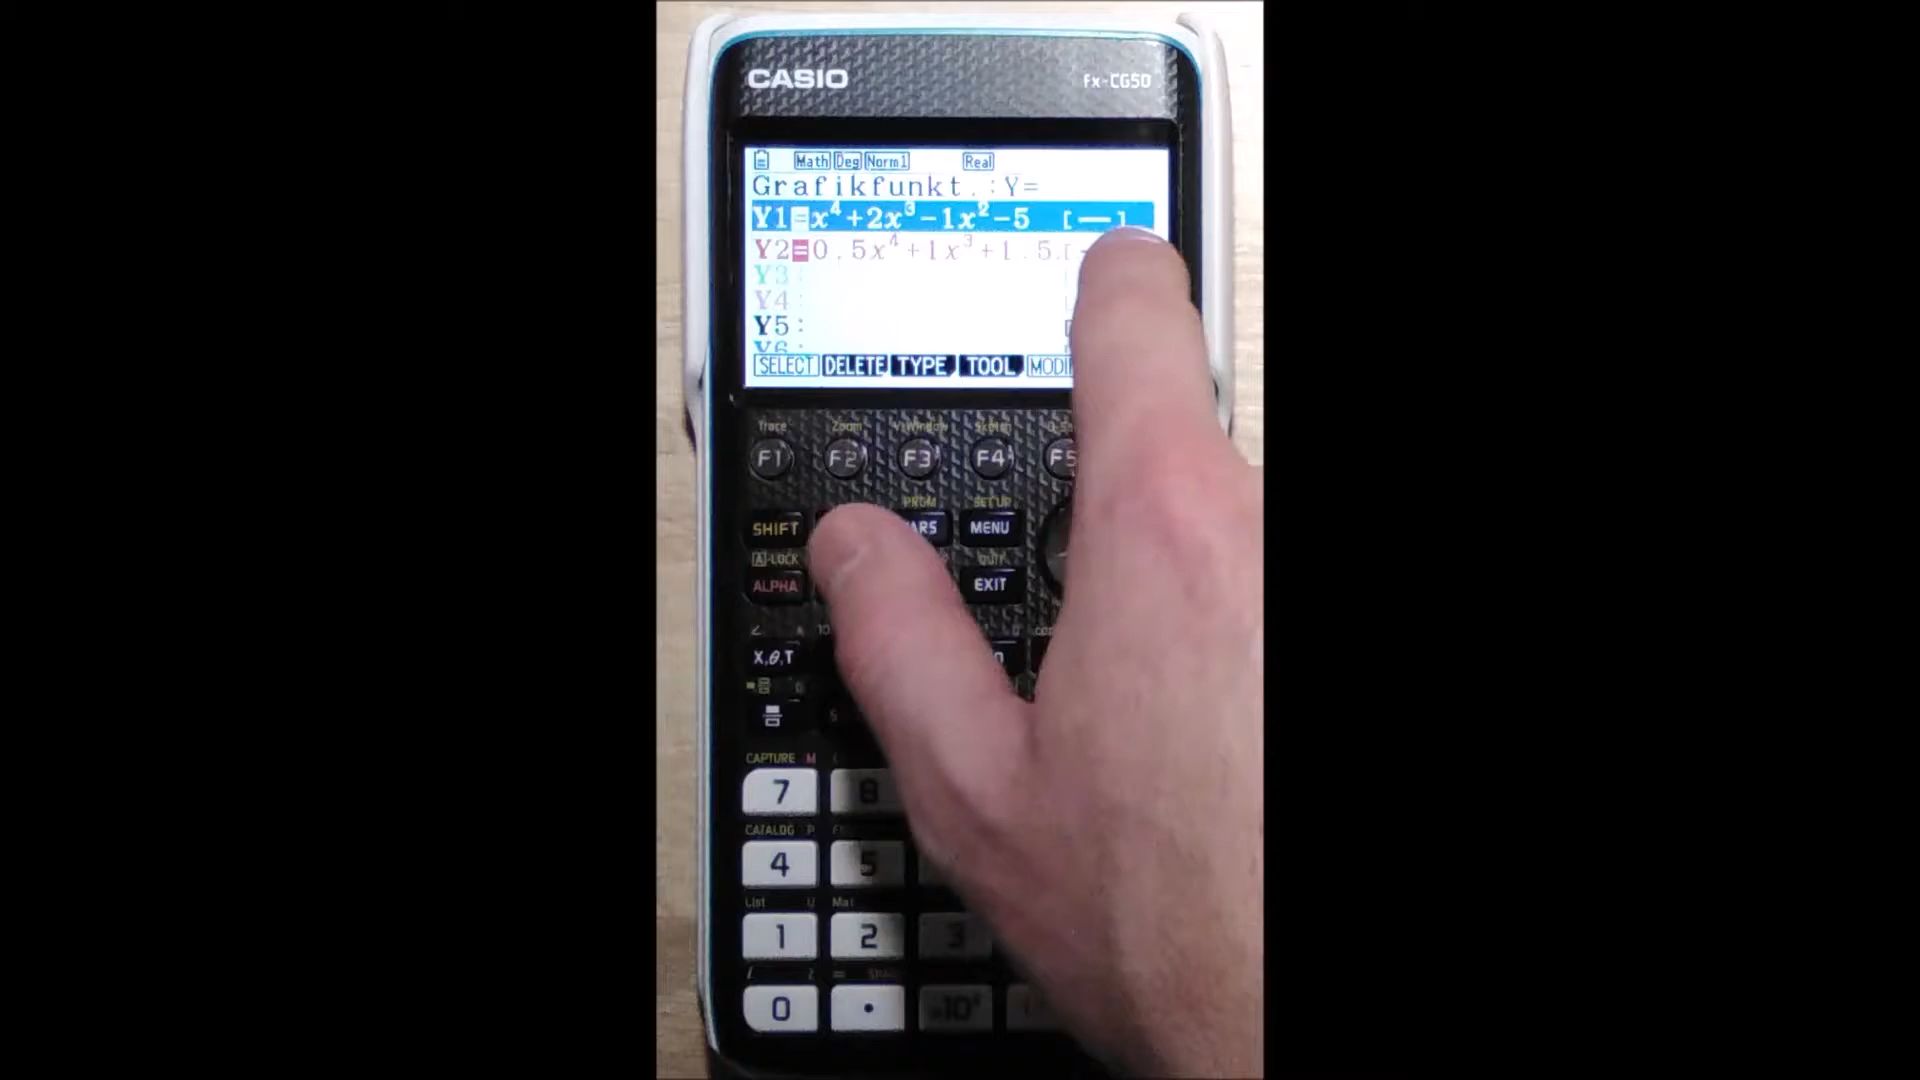 CASIO
fx-CG50
Math Deg Norm1 Real
Grafikfunkt.:Y=
Y1=x⁴+2x³-1x²-5 [—]
Y2=0.5x⁴+1x³+1.5
Y3:
Y4:
Y5:
Y6:
SELECT DELETE TYPE TOOL
Trace Zoom V-Window Sketch
F1 F2 F3 F4 F5
PRGM SET UP
SHIFT MENU
A-LOCK QUIT
ALPHA EXIT
X,θ,T
CAPTURE M
7 8
CATALOG P
4 5
List U Mat
1 2 3
=
0 •